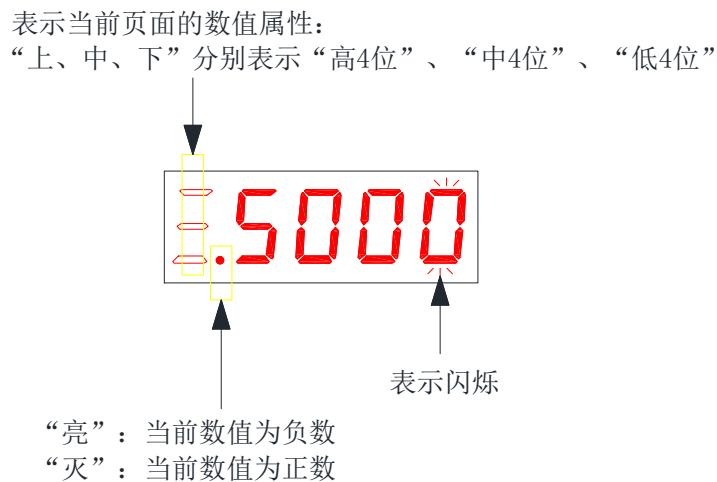 表示当前页面的数值属性：
“上、中、下”分别表示“高4位”、“中4位”、“低4位”
5000
表示闪烁
“亮”：当前数值为负数
“灭”：当前数值为正数